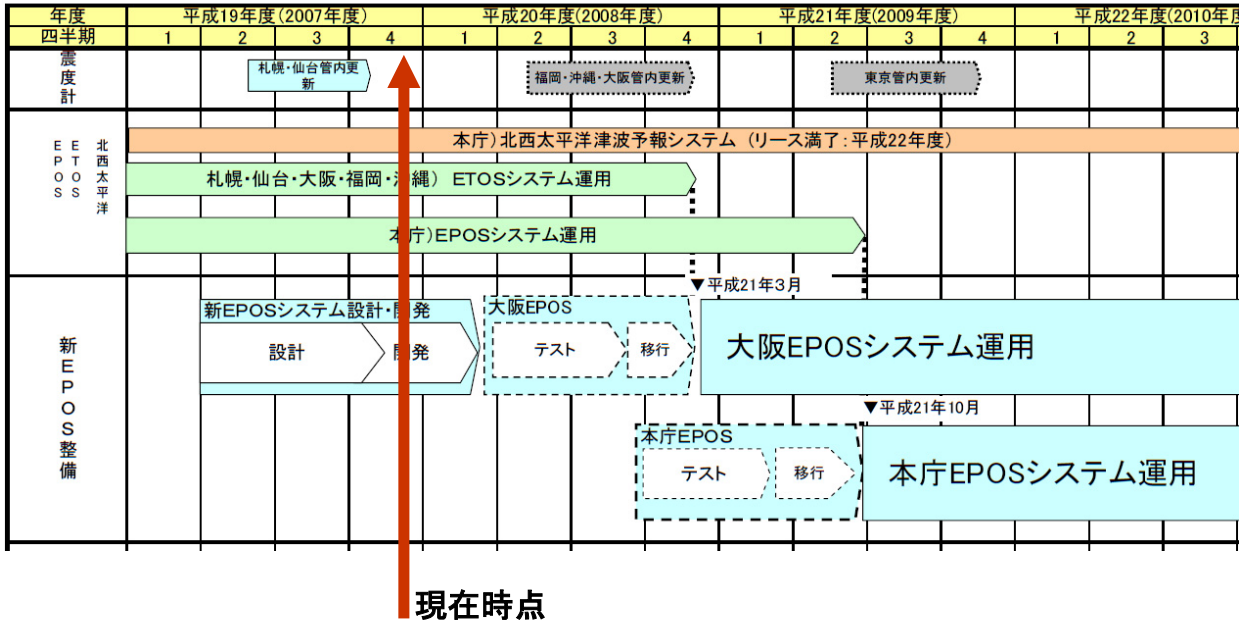 年度 平成19年度(2007年度) 平成20年度(2008年度) 平成21年度(2009年度) 平成22年度(2010年度
四半期 1 2 3 4 1 2 3 4 1 2 3 4 1 2 3
震度計
札幌・仙台管内更
新
福岡・沖縄・大阪管内更新
東京管内更新
北西太平洋
ETOS
EPOS
本庁)北西太平洋津波予報システム (リース満了:平成22年度)
札幌・仙台・大阪・福岡・沖縄) ETOSシステム運用
本庁)EPOSシステム運用
▼平成21年3月
新EPOS整備
新EPOSシステム設計・開発
設計
開発
大阪EPOS
テスト
移行
大阪EPOSシステム運用
▼平成21年10月
本庁EPOS
テスト
移行
本庁EPOSシステム運用
現在時点